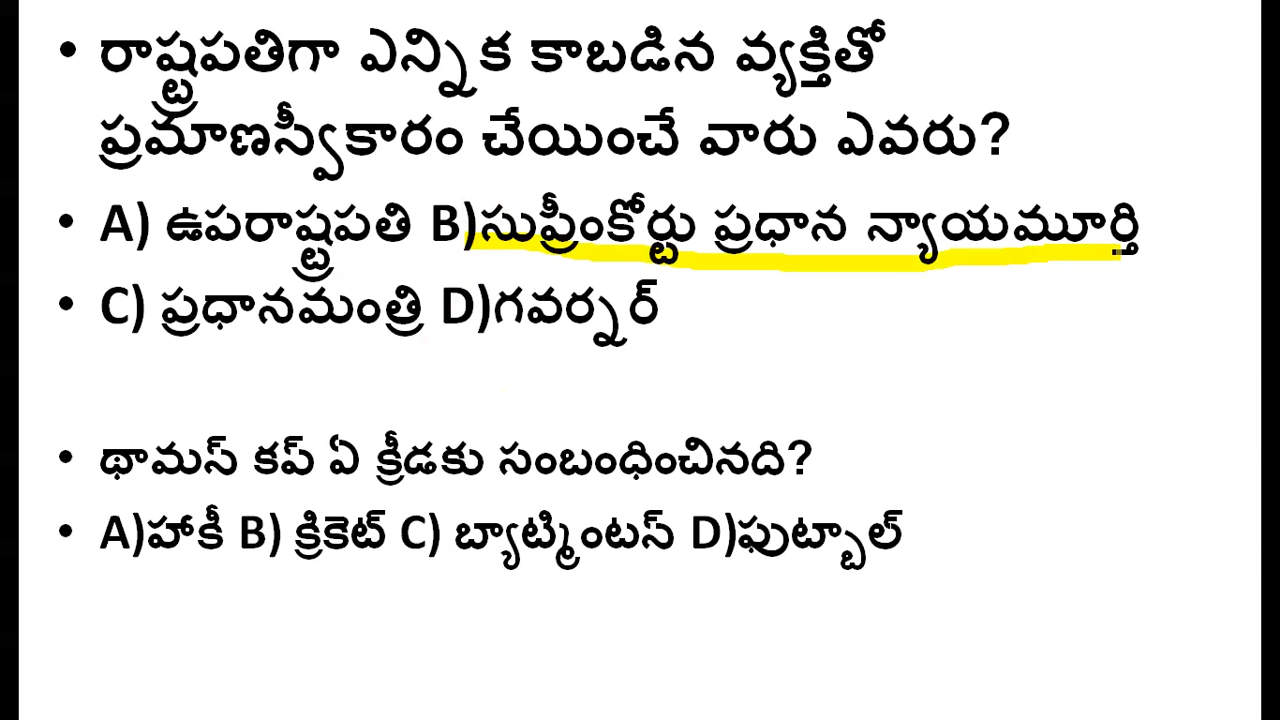 • రాష్ట్రపతిగా ఎన్నిక కాబడిన వ్యక్తితో
ప్రమాణస్వీకారం చేయించే వారు ఎవరు?
• A) ఉపరాష్ట్రపతి B)సుప్రీంకోర్టు ప్రధాన న్యాయమూర్తి
• C) ప్రధానమంత్రి D)గవర్నర్
• థామస్ కప్ ఏ క్రీడకు సంబంధించినది?
• A)హాకీ B) క్రికెట్ C) బ్యాట్మింటస్ D)ఫుట్బాల్